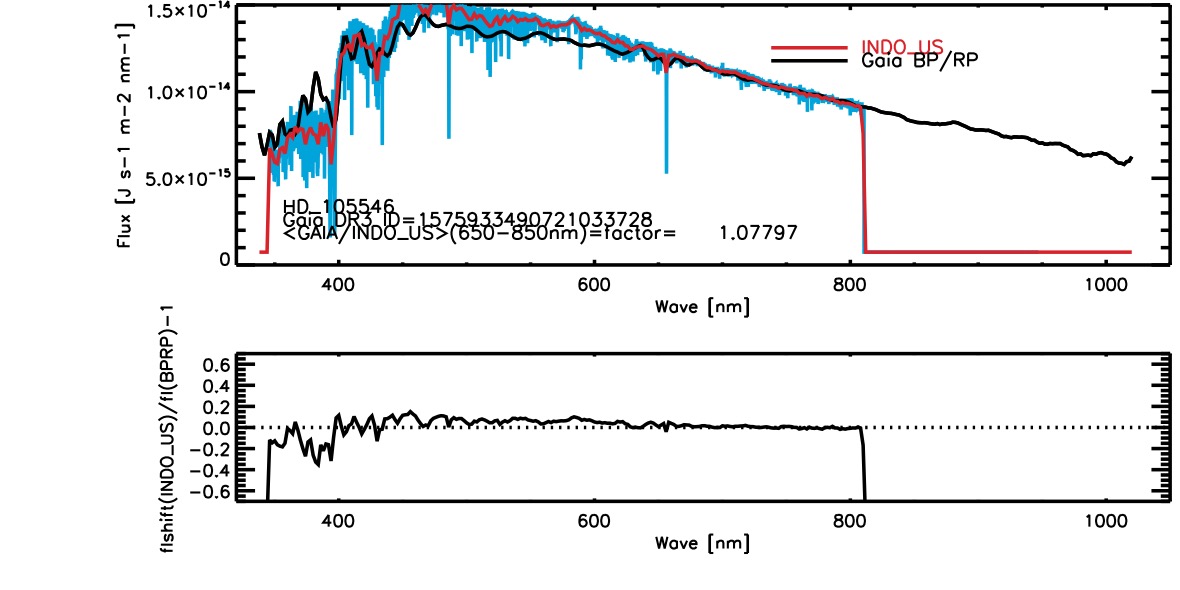 1.5×10−14
1.0×10−14
5.0×10−15
0
Flux [J s−1 m−2 nm−1]
INDO_US
Gaia BP/RP
HD_105546
Gaia DR3 ID=1575933490721033728
<GAIA/INDO_US>(650−850nm)=factor= 1.07797
400 600 800 1000
Wave [nm]
flshift(INDO_US)/fl(BPRP)−1
0.6
0.4
0.2
0.0
−0.2
−0.4
−0.6
400 600 800 1000
Wave [nm]